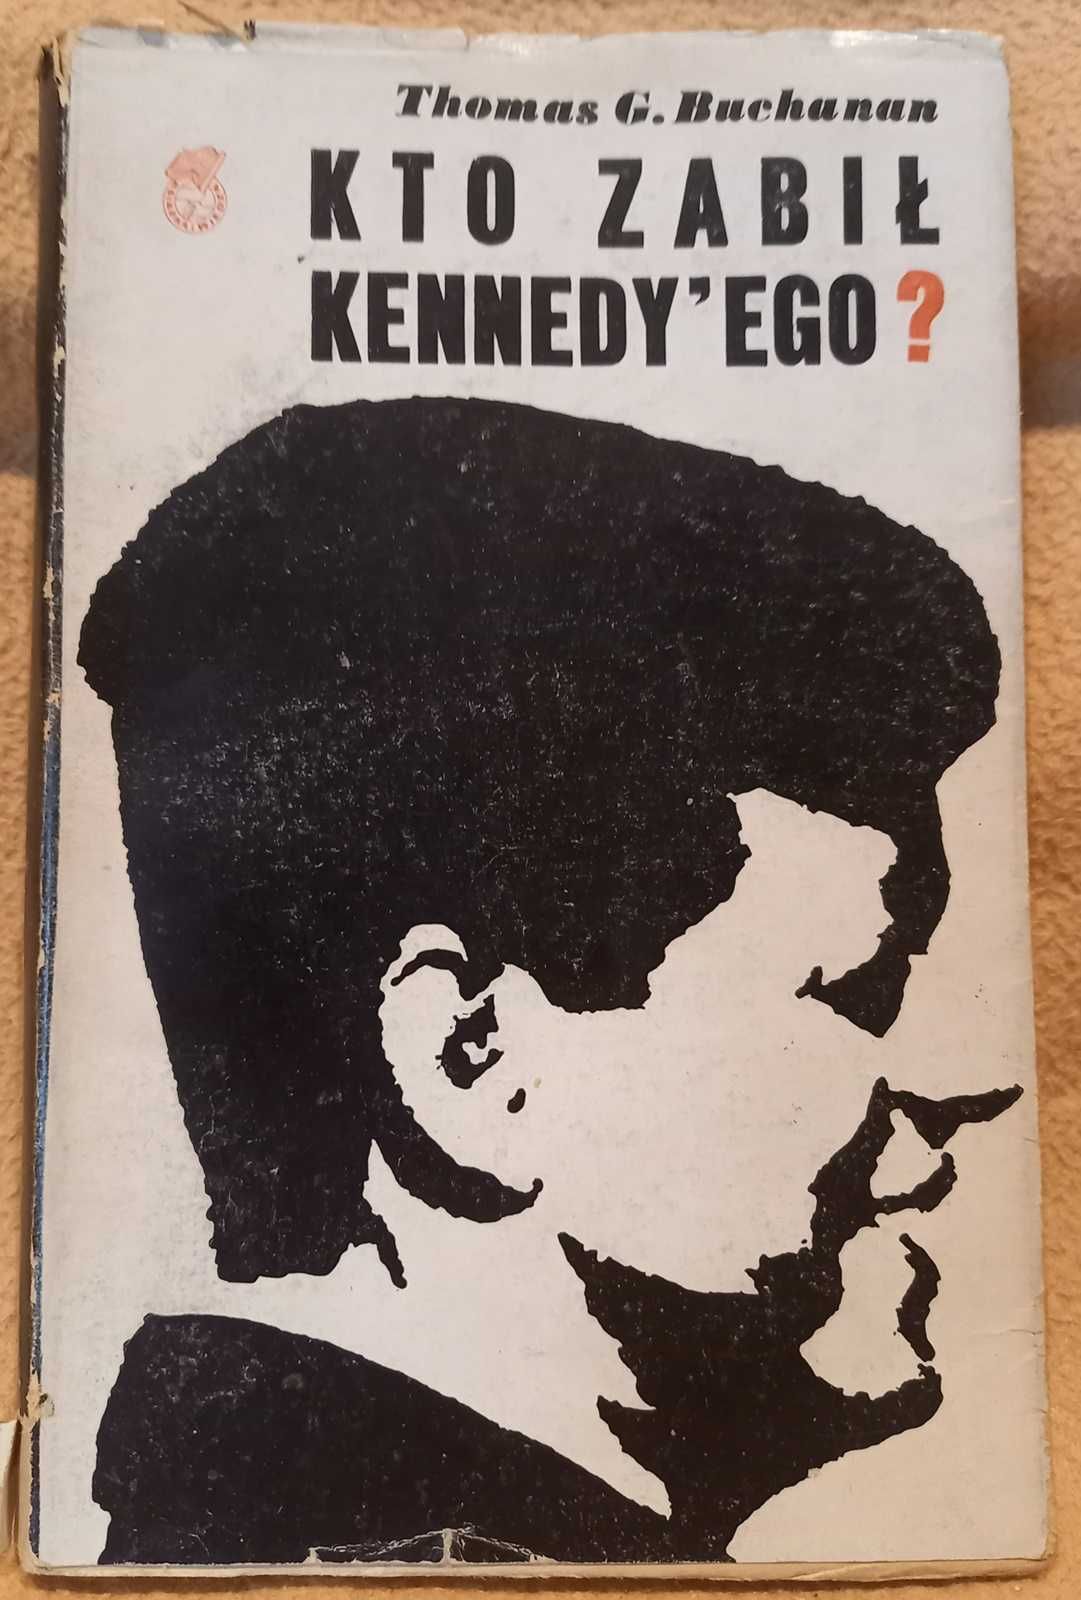 Thomas G. Buchanan
KTO ZABIŁ
KENNEDY'EGO?